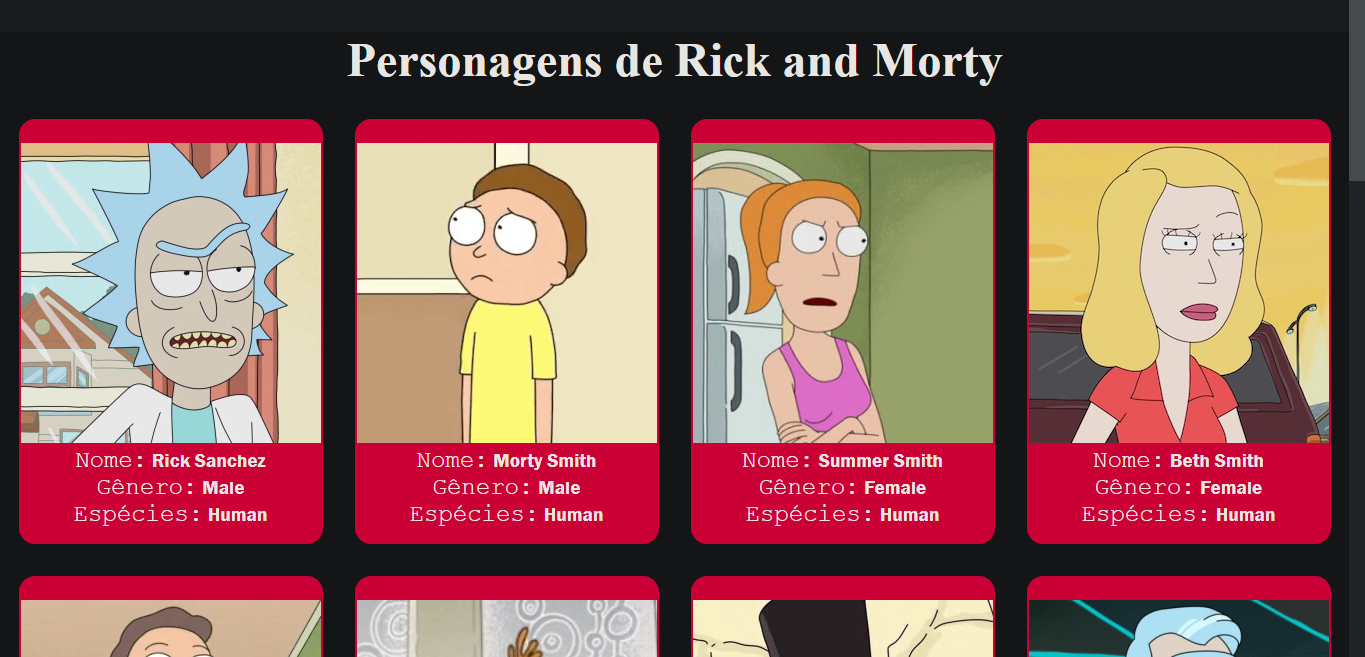 Personagens de Rick and Morty
Nome: Rick Sanchez
Gênero: Male
Espécies: Human
Nome: Morty Smith
Gênero: Male
Espécies: Human
Nome: Summer Smith
Gênero: Female
Espécies: Human
Nome: Beth Smith
Gênero: Female
Espécies: Human